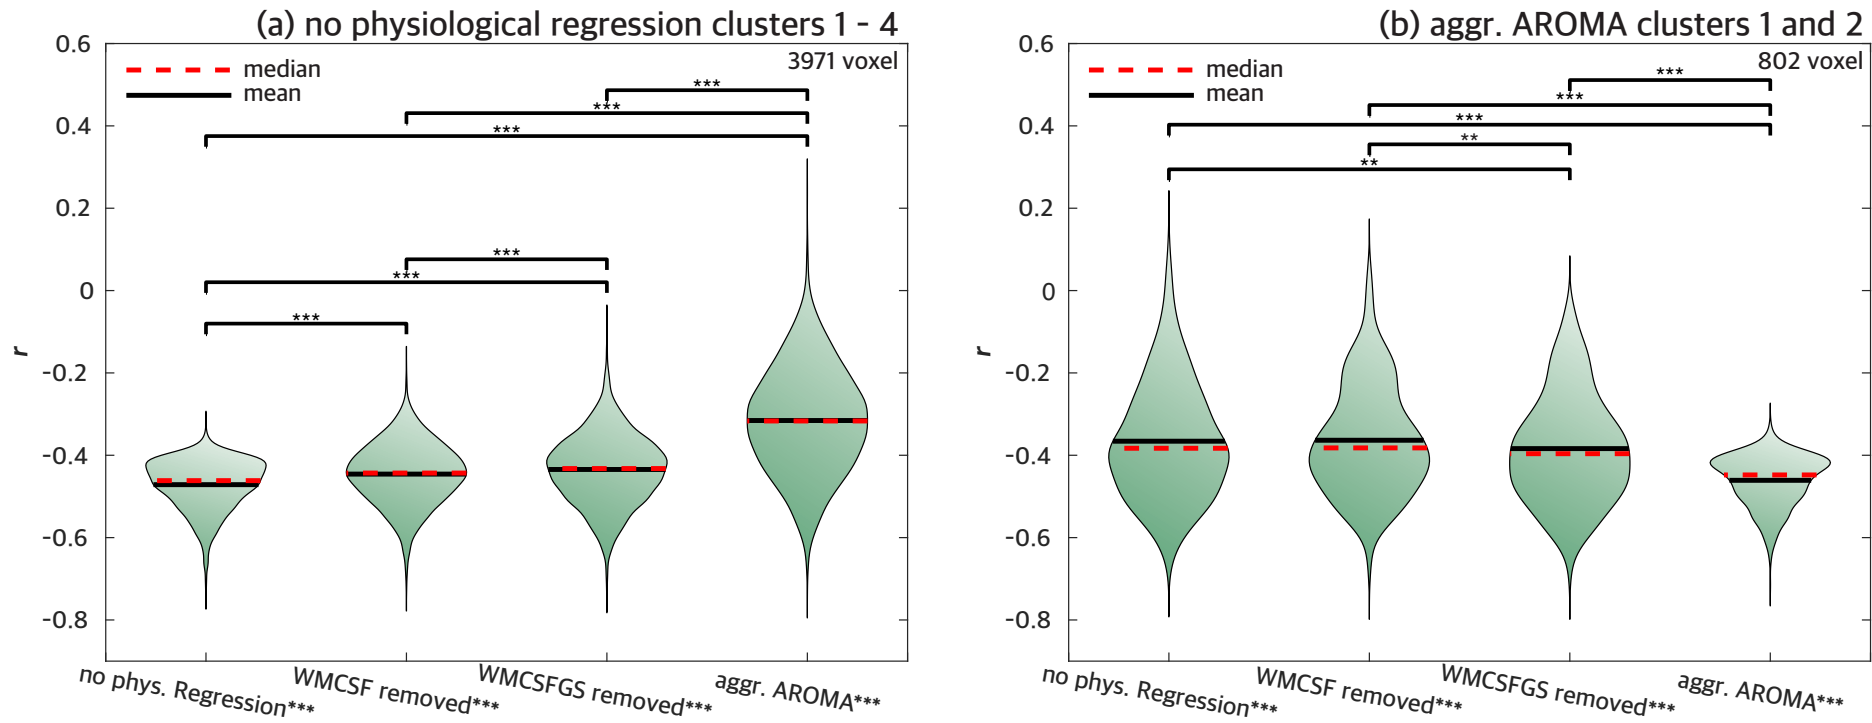 (a) no physiological regression clusters 1 - 4
3971 voxel
median
mean
***
***
***
***
***
***
0.6
0.4
0.2
0
-0.2
-0.4
-0.6
-0.8
r
no phys. Regression***
WMCSF removed***
WMCSFGS removed***
aggr. AROMA***
(b) aggr. AROMA clusters 1 and 2
802 voxel
median
mean
***
***
***
**
**
0.6
0.4
0.2
0
-0.2
-0.4
-0.6
-0.8
r
no phys. Regression***
WMCSF removed***
WMCSFGS removed***
aggr. AROMA***